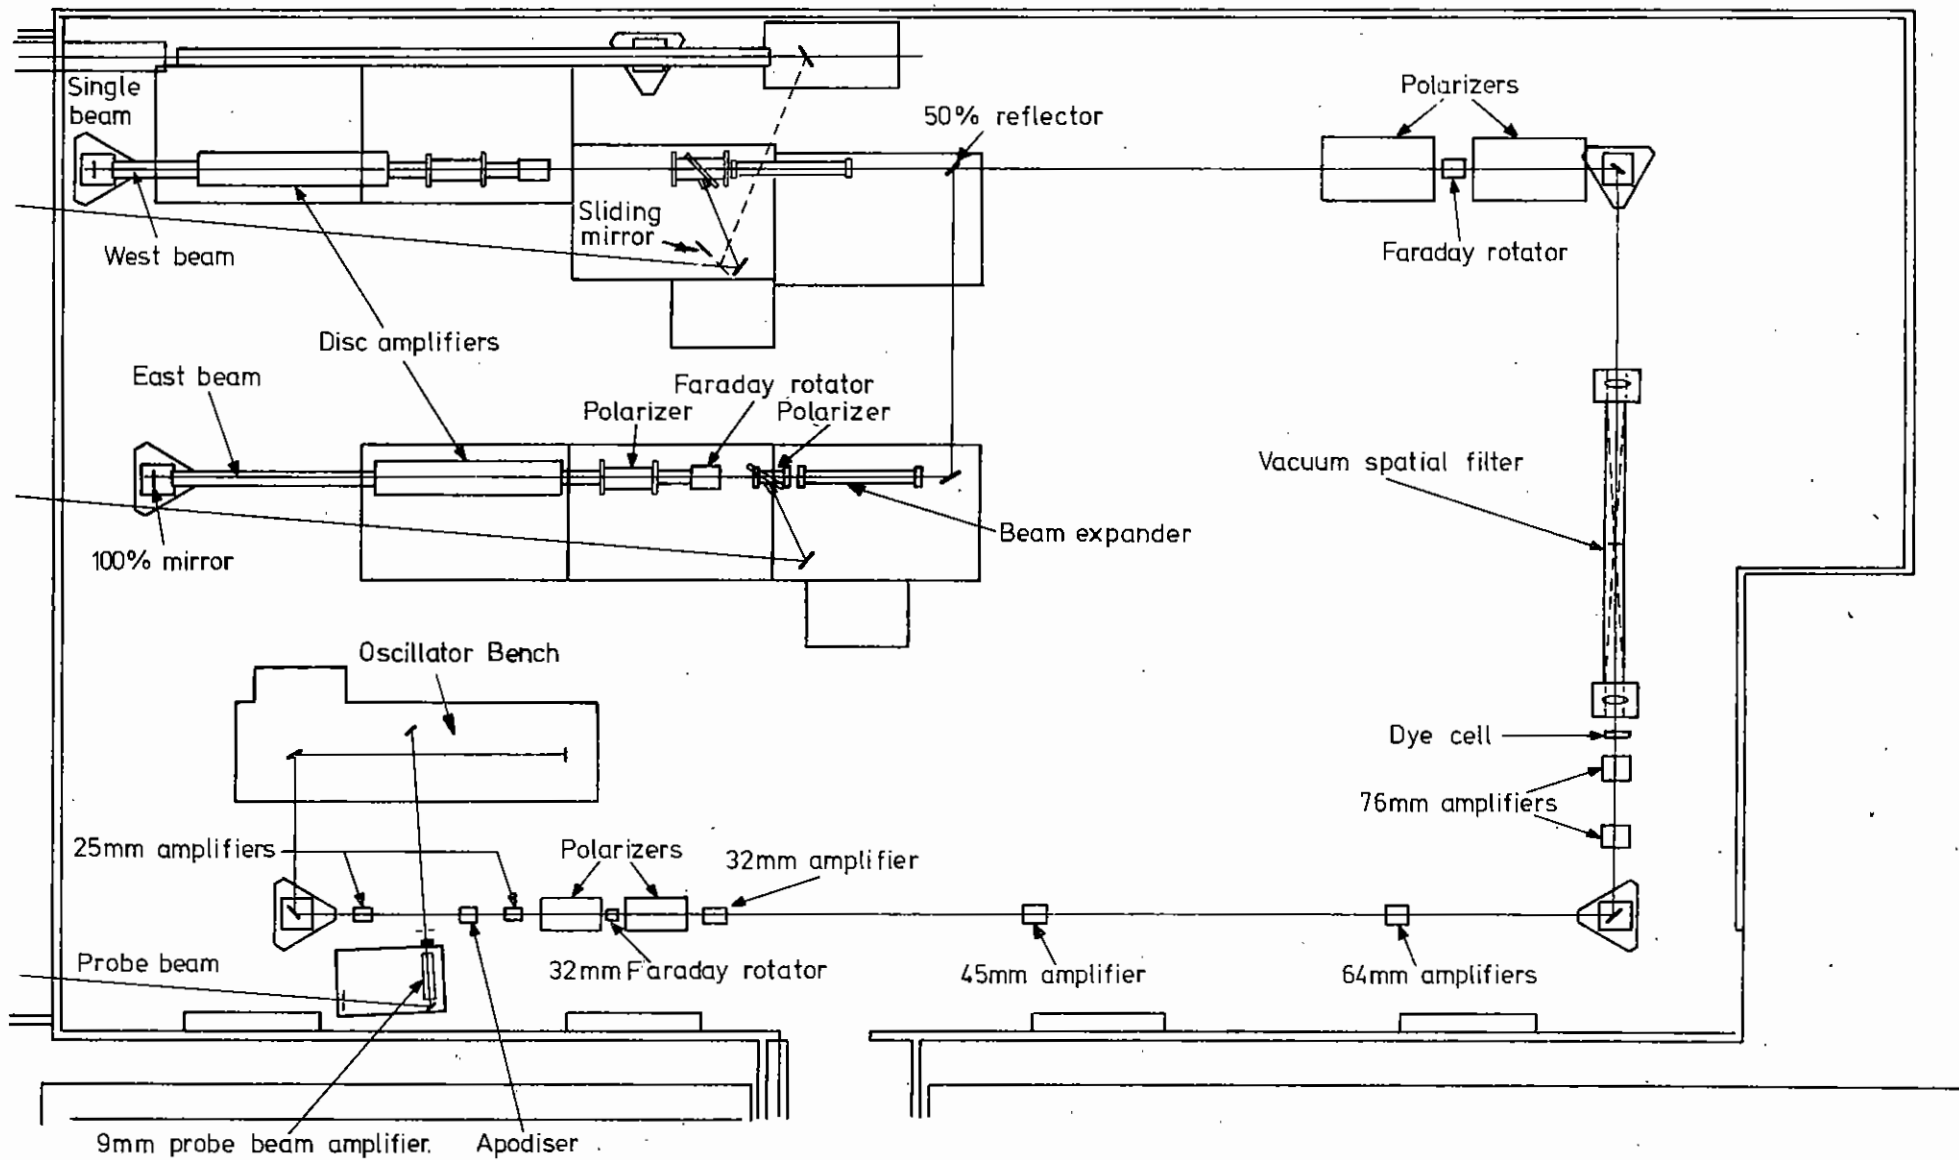 Single
beam
Polarizers
50% reflector
Sliding
mirror
West beam
Faraday rotator
Disc amplifiers
East beam
Faraday rotator
Polarizer
Polarizer
Vacuum spatial filter
Beam expander
100% mirror
Oscillator Bench
Dye cell
76mm amplifiers
25mm amplifiers
Polarizers
32mm amplifier
Probe beam
32mm Faraday rotator
45mm amplifier
64mm amplifiers
9mm probe beam amplifier.
Apodiser